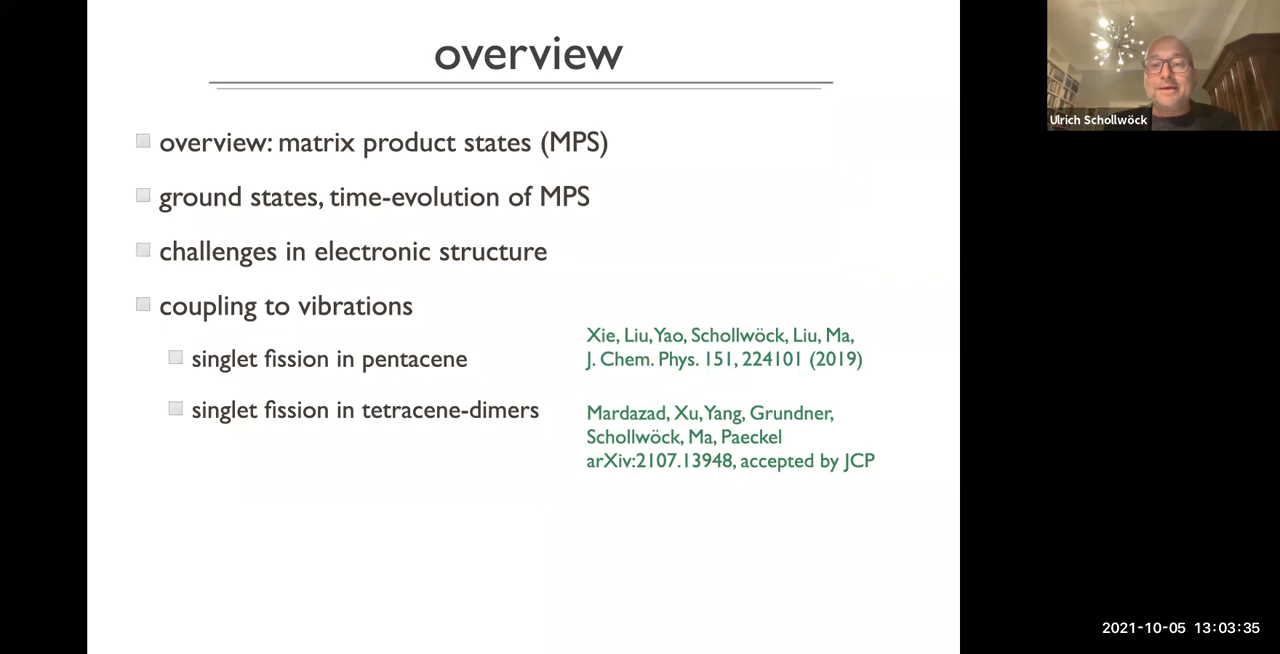 overview
overview: matrix product states (MPS)
ground states, time-evolution of MPS
challenges in electronic structure
coupling to vibrations
singlet fission in pentacene
Xie, Liu, Yao, Schollwöck, Liu, Ma,
J. Chem. Phys. 151, 224101 (2019)
singlet fission in tetracene-dimers
Mardazad, Xu, Yang, Grundner,
Schollwöck, Ma, Paeckel
arXiv:2107.13948, accepted by JCP
Ulrich Schollwöck
2021-10-05 13:03:35